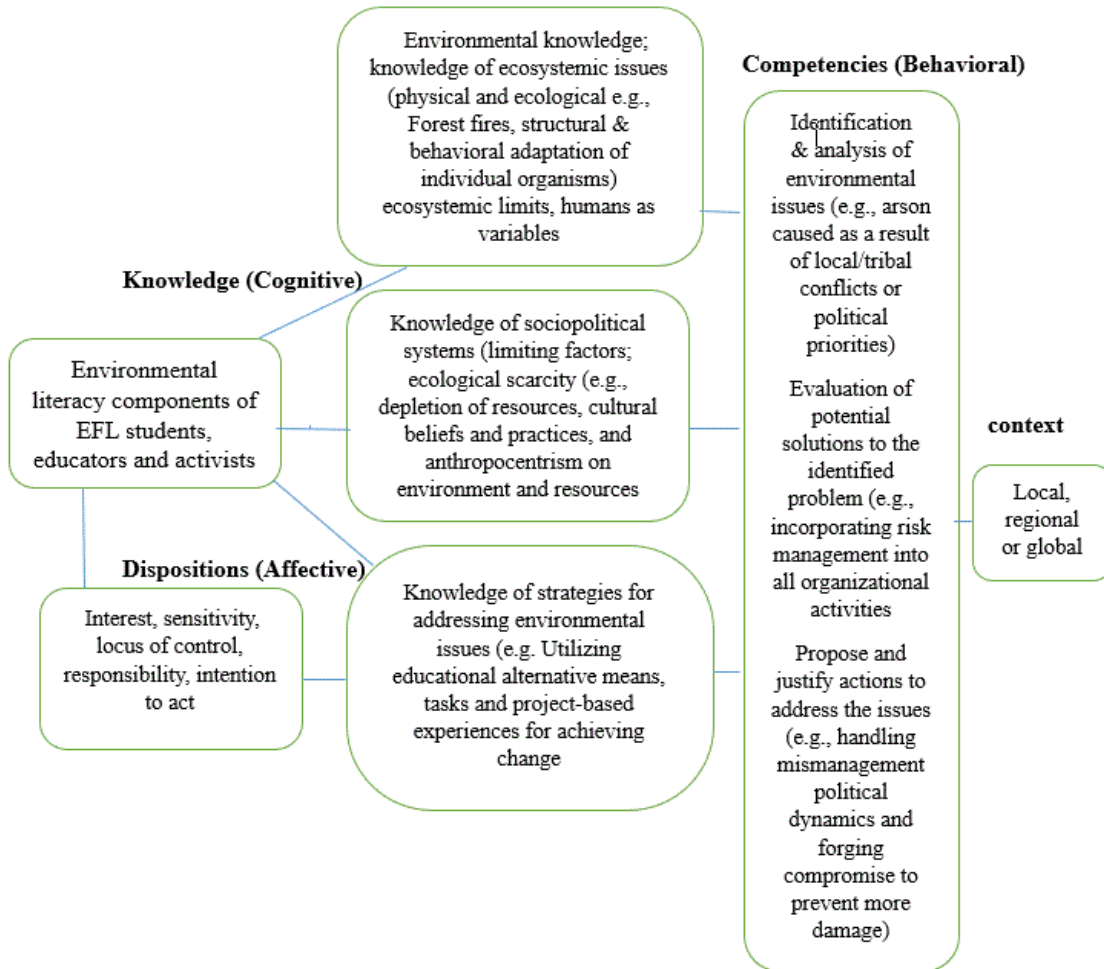 Environmental knowledge;
knowledge of ecosystemic issues
(physical and ecological e.g.,
Forest fires, structural &
behavioral adaptation of
individual organisms)
ecosystemic limits, humans as
variables
Knowledge (Cognitive)
Knowledge of sociopolitical
systems (limiting factors;
ecological scarcity (e.g.,
depletion of resources, cultural
beliefs and practices, and
anthropocentrism on
environment and resources
Environmental
literacy components of
EFL students,
educators and activists
Dispositions (Affective)
Interest, sensitivity,
locus of control,
responsibility, intention
to act
Knowledge of strategies for
addressing environmental
issues (e.g. Utilizing
educational alternative means,
tasks and project-based
experiences for achieving
change
Competencies (Behavioral)
Identification
& analysis of
environmental
issues (e.g., arson
caused as a result
of local/tribal
conflicts or
political
priorities)
Evaluation of
potential
solutions to the
identified
problem (e.g.,
incorporating risk
management into
all organizational
activities
Propose and
justify actions to
address the issues
(e.g., handling
mismanagement
political
dynamics and
forging
compromise to
prevent more
damage)
context
Local,
regional
or global